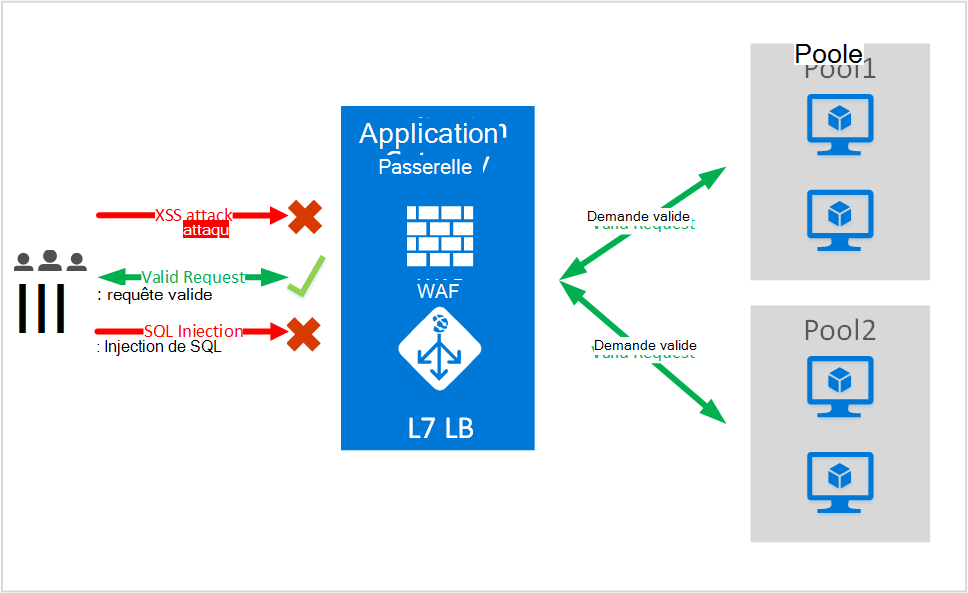 Poole
Pool1
Application
Passerelle
XSS attack
attaqu
Demande valide
Valid Request
Valid Request
: requête valide
WAF
SQL Injection
: Injection de SQL
Demande valide
Valid Request
Pool2
L7 LB